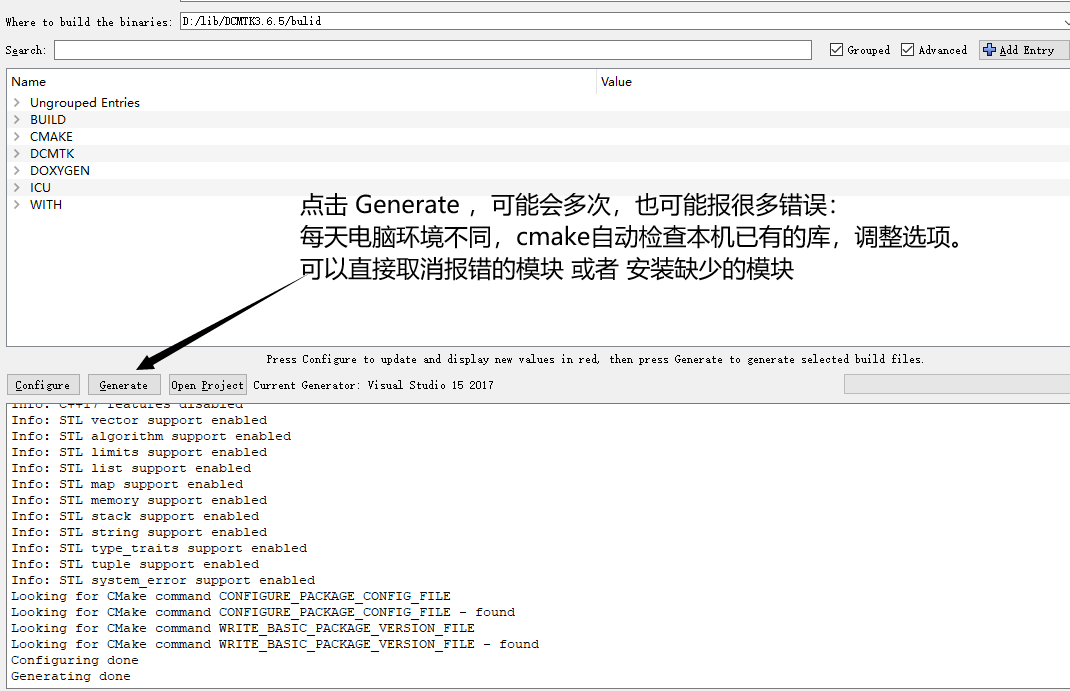 Where to build the binaries: D:/lib/DCMTK3.6.5/bulid
Search: Grouped Advanced Add Entry
Name Value
Ungrouped Entries
BUILD
CMAKE
DCMTK
DOXYGEN
ICU
WITH
点击 Generate ，可能会多次，也可能报很多错误：
每天电脑环境不同，cmake自动检查本机已有的库，调整选项。
可以直接取消报错的模块 或者 安装缺少的模块
Press Configure to update and display new values in red, then press Generate to generate selected build files.
Configure Generate Open Project Current Generator: Visual Studio 15 2017
Info: C++17 features disabled
Info: STL vector support enabled
Info: STL algorithm support enabled
Info: STL limits support enabled
Info: STL list support enabled
Info: STL map support enabled
Info: STL memory support enabled
Info: STL stack support enabled
Info: STL string support enabled
Info: STL type_traits support enabled
Info: STL tuple support enabled
Info: STL system_error support enabled
Looking for CMake command CONFIGURE_PACKAGE_CONFIG_FILE
Looking for CMake command CONFIGURE_PACKAGE_CONFIG_FILE - found
Looking for CMake command WRITE_BASIC_PACKAGE_VERSION_FILE
Looking for CMake command WRITE_BASIC_PACKAGE_VERSION_FILE - found
Configuring done
Generating done